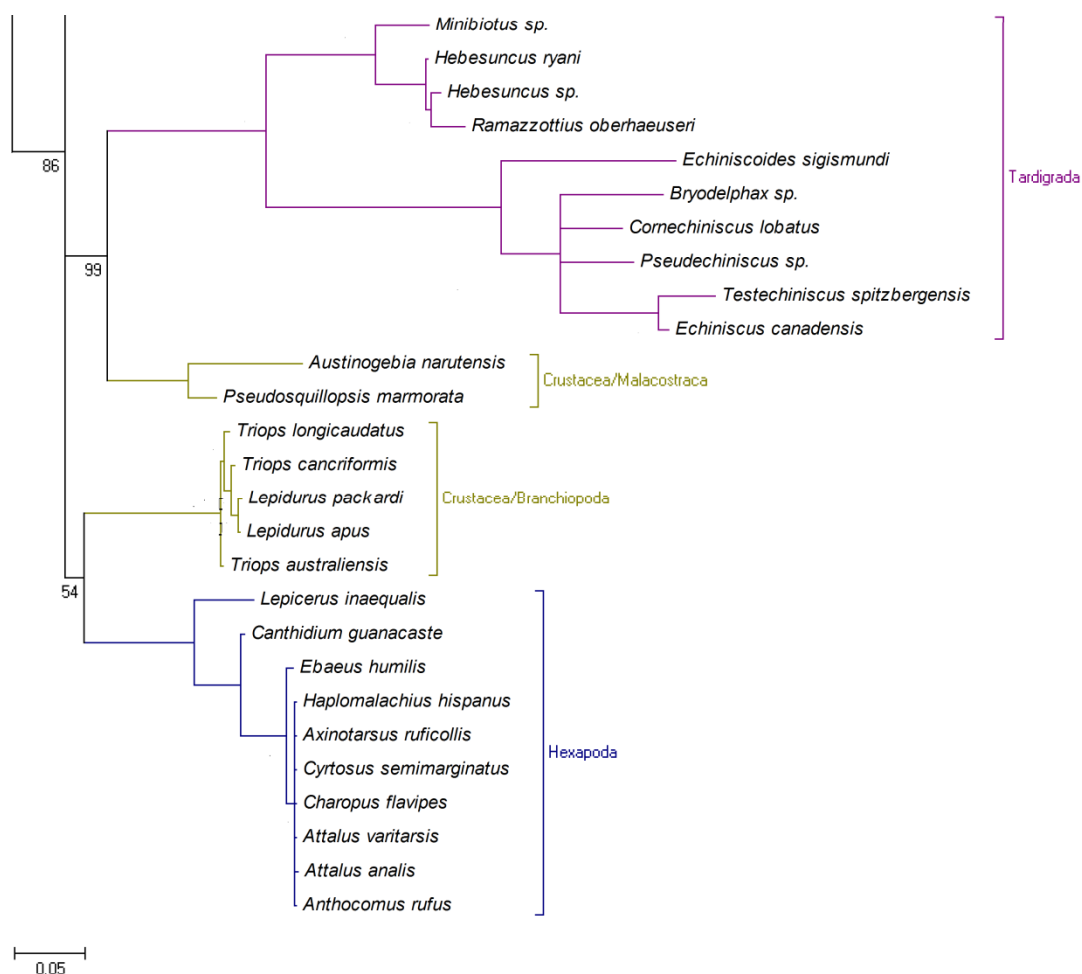 Minibiotus sp.
Hebesuncus ryani
Hebesuncus sp.
Ramazzottius oberhaeuseri
86
Echiniscoides sigismundi
Tardigrada
Bryodelphax sp.
Cornechiniscus lobatus
99
Pseudechiniscus sp.
Testechiniscus spitzbergensis
Echiniscus canadensis
Austinogebia narutensis
Crustacea/Malacostraca
Pseudosquillopsis marmorata
Triops longicaudatus
Triops cancriformis
Lepidurus packardi
Crustacea/Branchiopoda
Lepidurus apus
Triops australiensis
54
Lepicerus inaequalis
Canthidium guanacaste
Ebaeus humilis
Haplomalachius hispanus
Axinotarsus ruficollis
Hexapoda
Cyrtosus semimarginatus
Charopus flavipes
Attalus varitarsis
Attalus analis
Anthocomus rufus
0.05